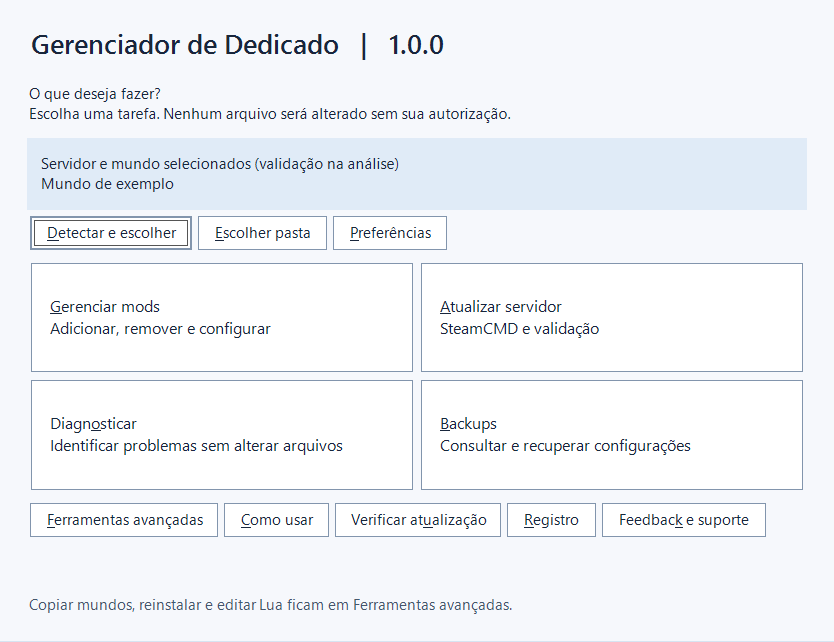 Gerenciador de Dedicado | 1.0.0
O que deseja fazer?
Escolha uma tarefa. Nenhum arquivo será alterado sem sua autorização.
Servidor e mundo selecionados (validação na análise)
Mundo de exemplo
Detectar e escolher
Escolher pasta
Preferências
Gerenciar mods
Adicionar, remover e configurar
Atualizar servidor
SteamCMD e validação
Diagnosticar
Identificar problemas sem alterar arquivos
Backups
Consultar e recuperar configurações
Ferramentas avançadas
Como usar
Verificar atualização
Registro
Feedback e suporte
Copiar mundos, reinstalar e editar Lua ficam em Ferramentas avançadas.